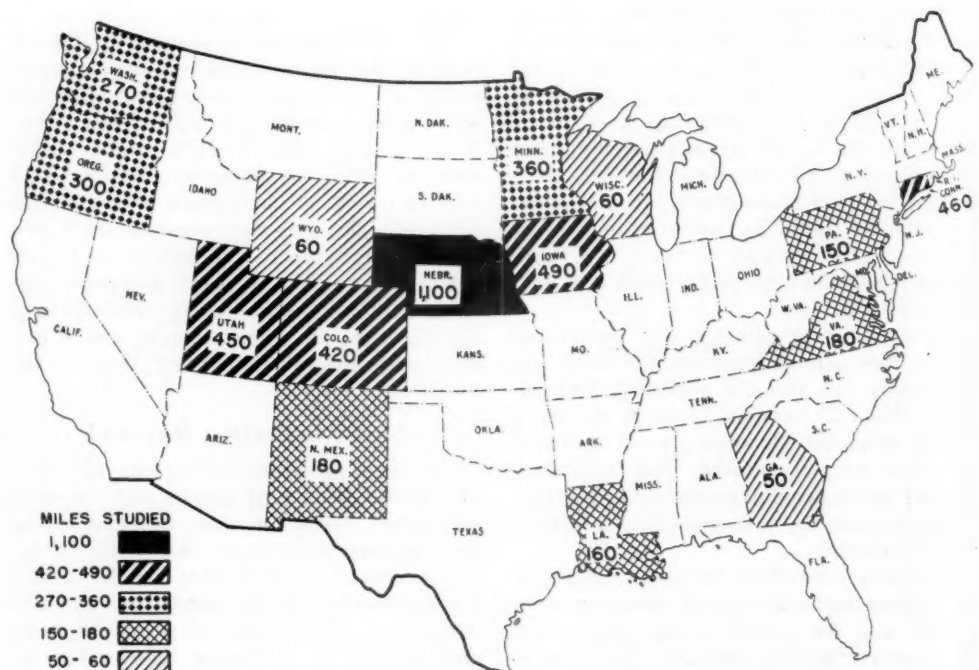 WASH.
270
OREG.
300
MONT.
IDAHO
WYO.
60
N. DAK.
S. DAK.
MINN.
360
WISC.
60
MICH.
NEBR.
1,100
IOWA
490
NEV.
CALIF.
UTAH
450
COLO.
420
ARIZ.
N. MEX.
180
KANS.
OKLA.
TEXAS
MO.
ARK.
LA.
160
ILL.
IND.
OHIO
KY.
TENN.
MISS.
ALA.
GA.
50
FLA.
S.C.
N.C.
VA.
180
W. VA.
MD.
DEL.
PA.
150
N.J.
N.Y.
CONN.
460
R.I.
MASS.
VT.
N.H.
ME.
MILES STUDIED
1,100
420-490
270-360
150-180
50-60